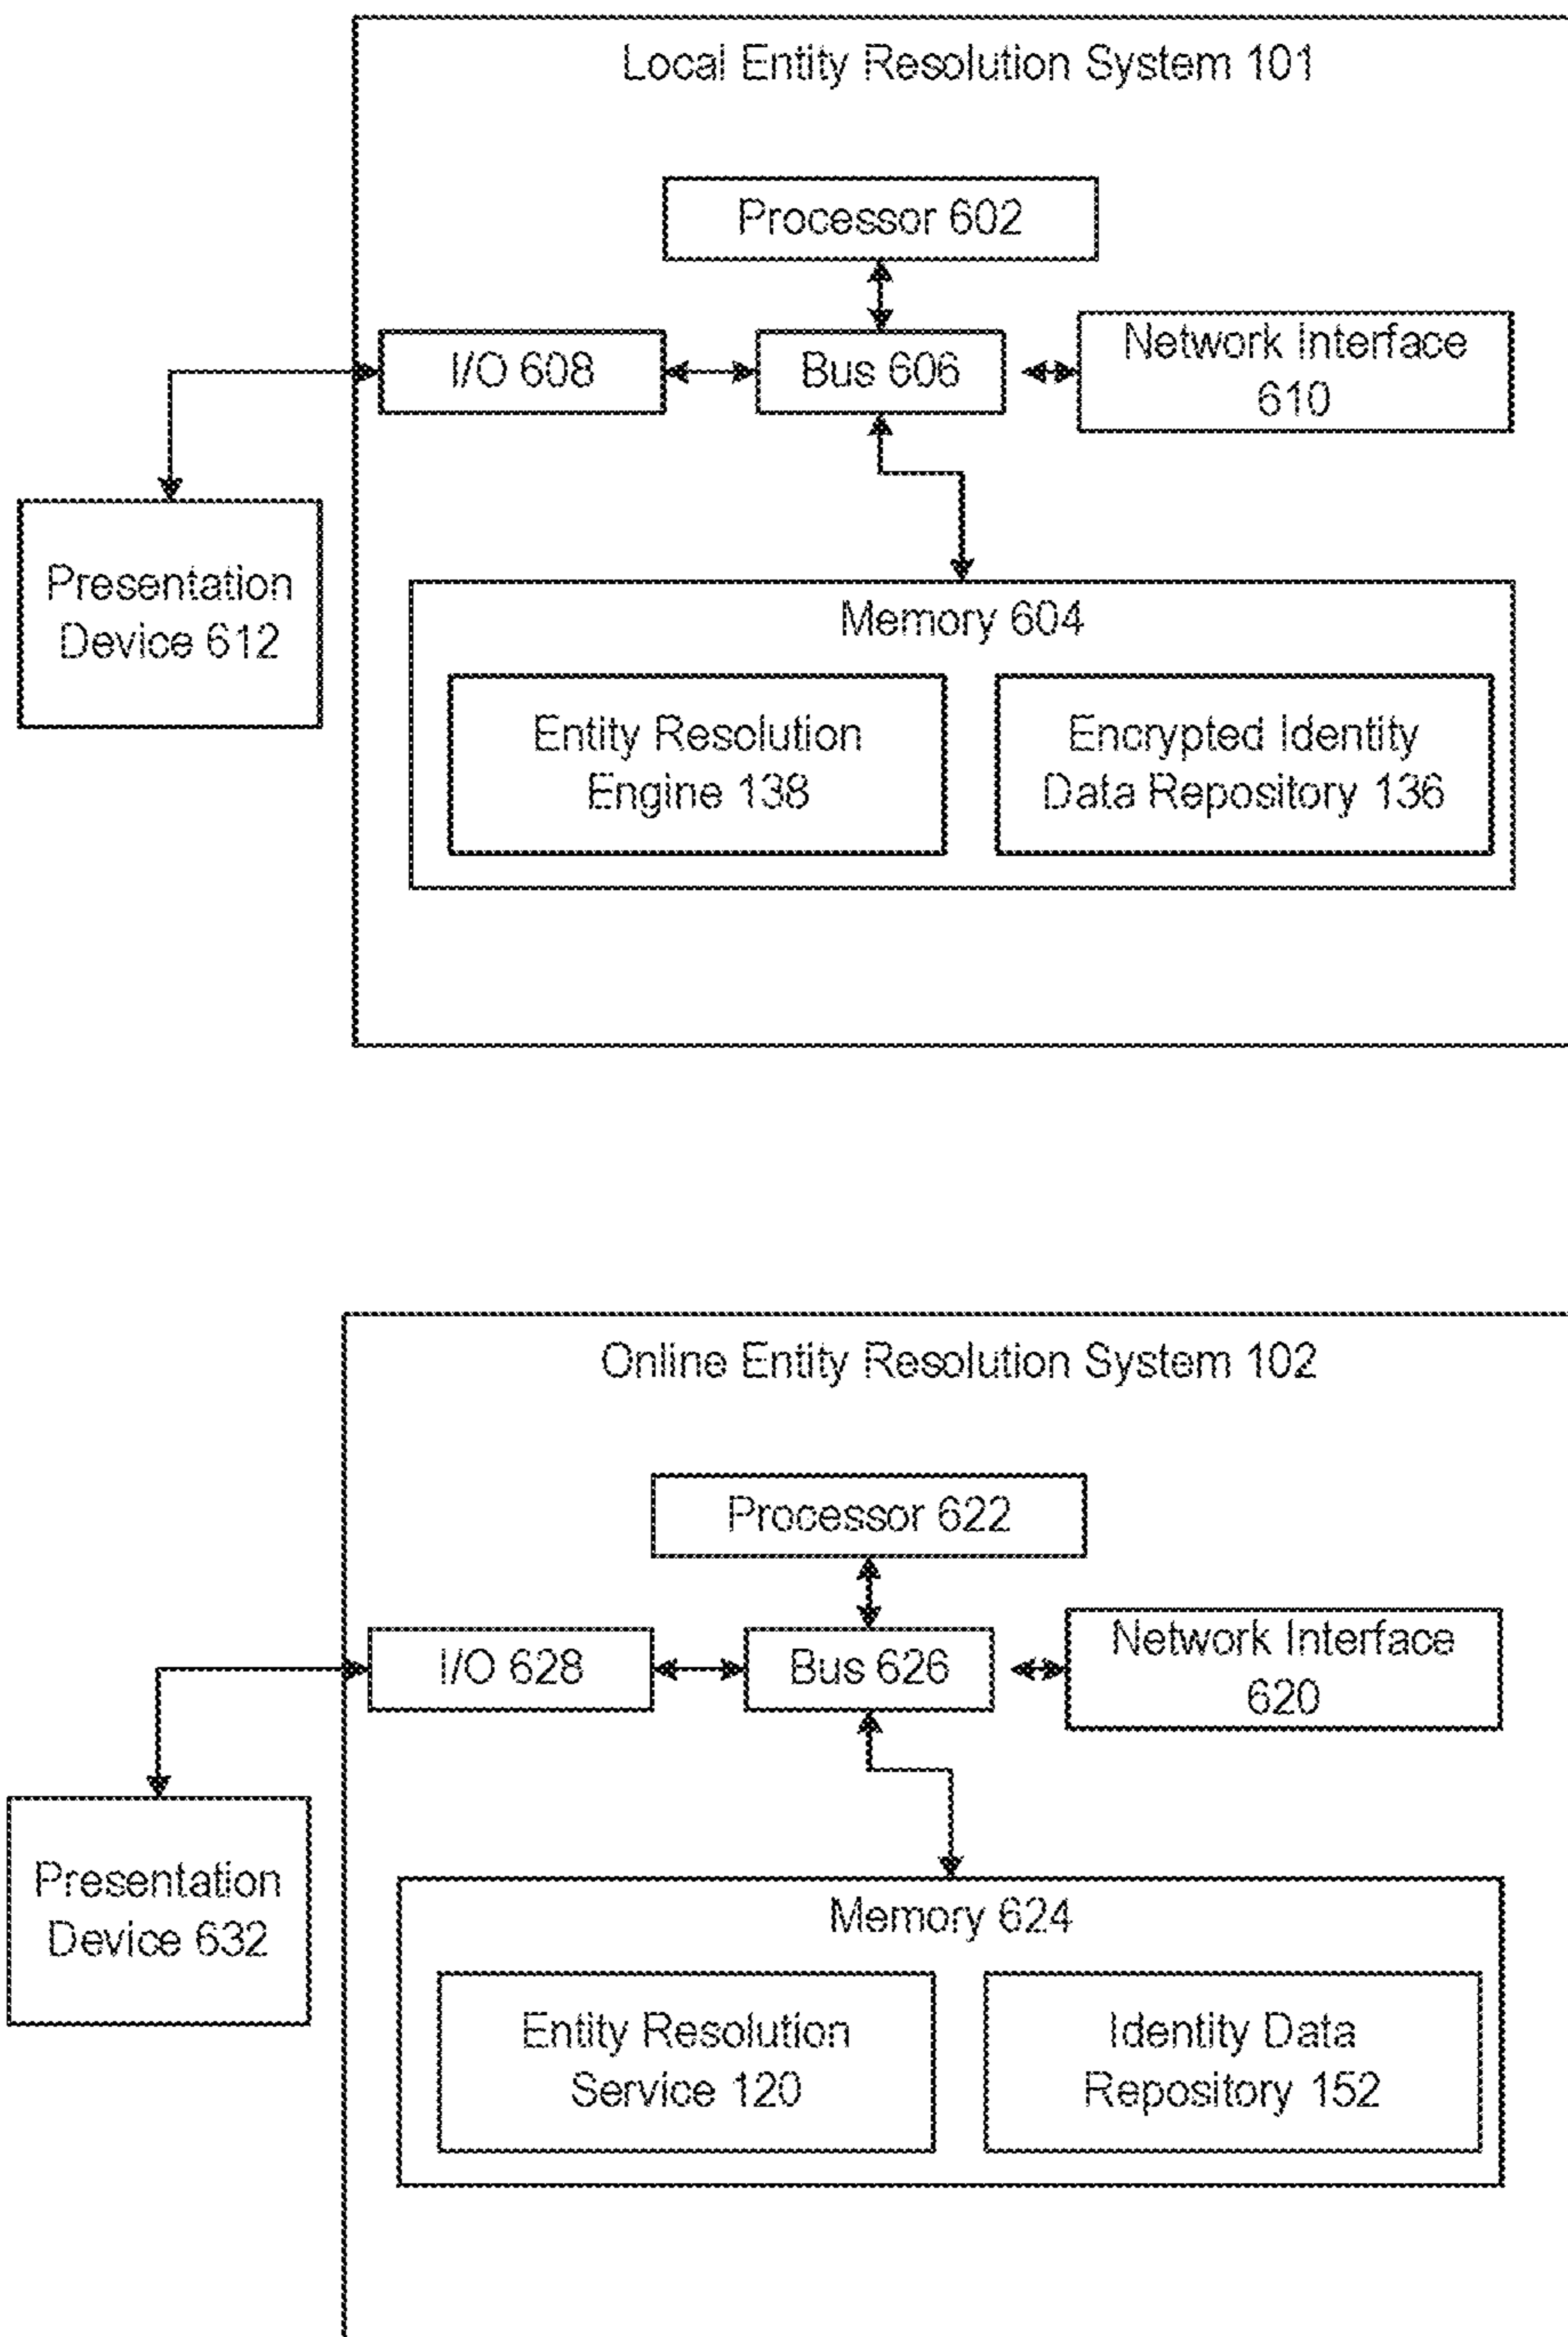 Local Entity Resolution System 101
Processor 602
I/O 608
Bus 606
Network Interface
610
Presentation
Device 612
Memory 604
Entity Resolution
Engine 138
Encrypted Identity
Data Repository 136
Online Entity Resolution System 102
Processor 622
I/O 628
Bus 626
Network Interface
620
Presentation
Device 632
Memory 624
Entity Resolution
Service 120
Identity Data
Repository 152